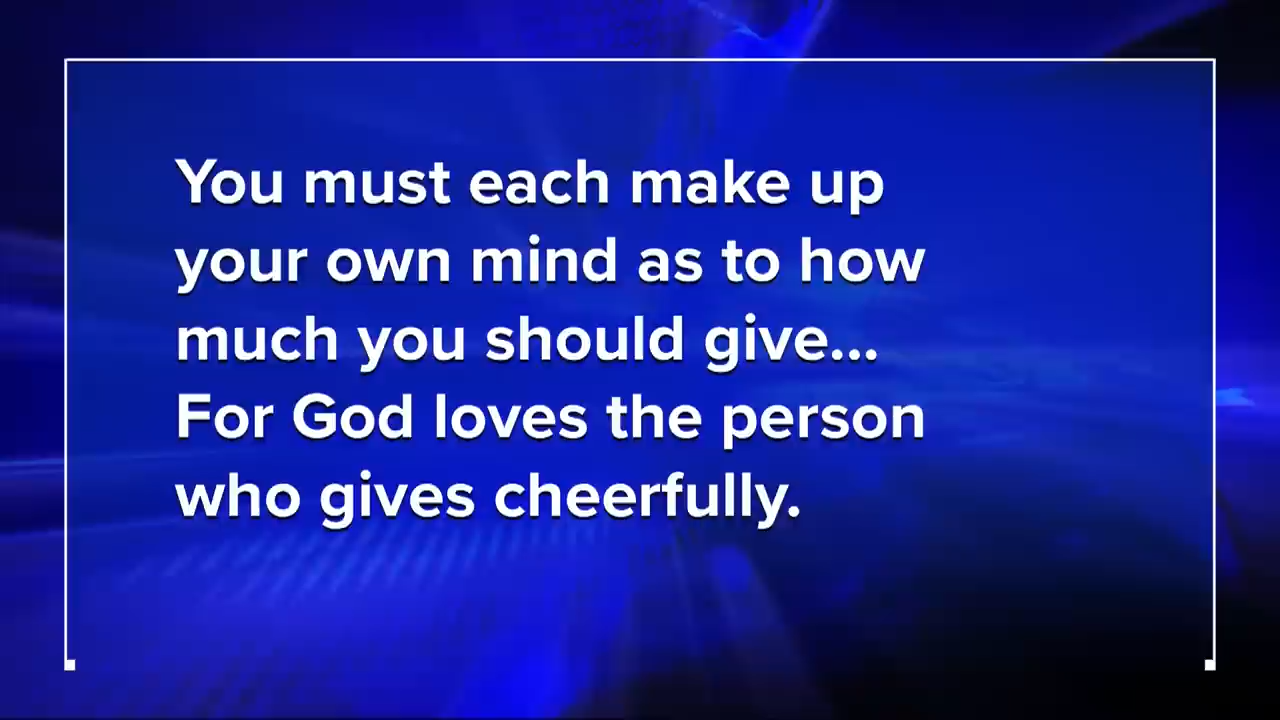 You must each make up
your own mind as to how
much you should give...
For God loves the person
who gives cheerfully.